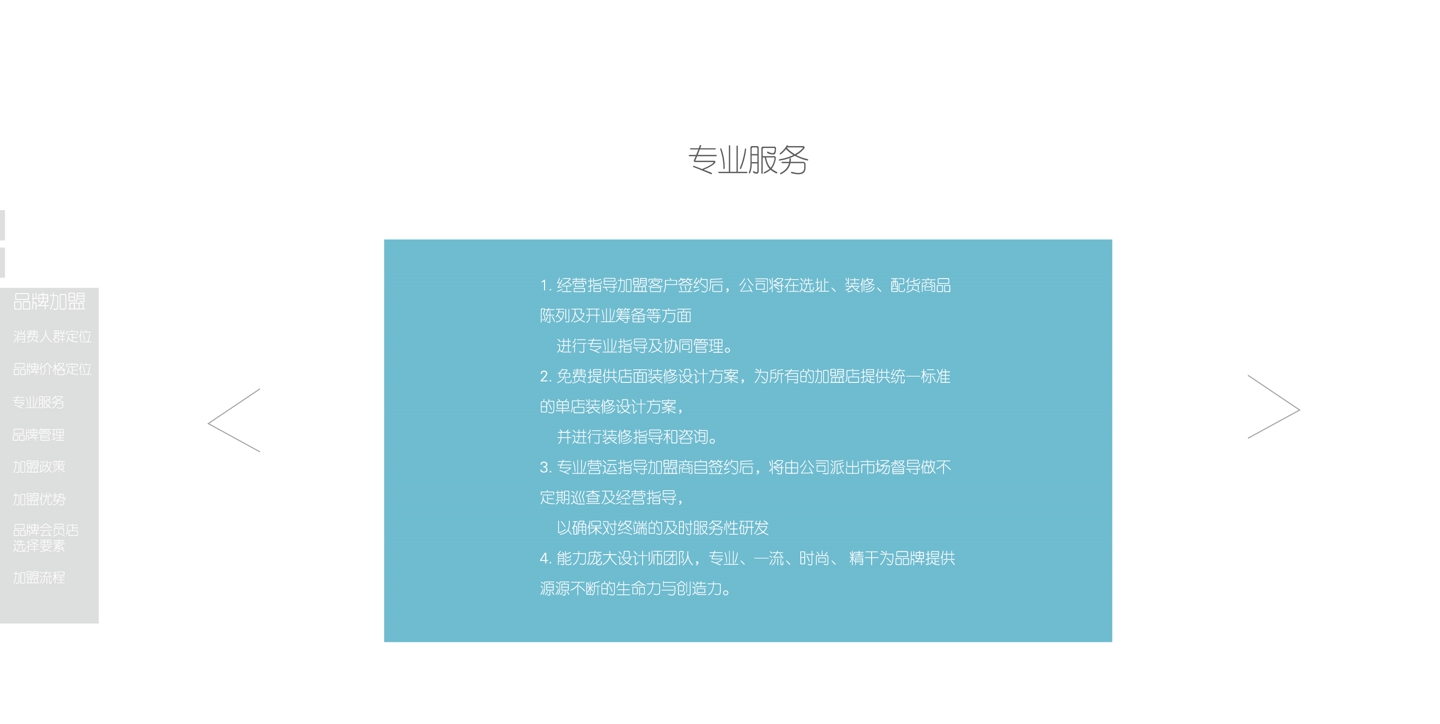 专业服务
品牌加盟
消费人群定位
品牌价格定位
专业服务
品牌管理
加盟政策
加盟优势
品牌会员店
选择要素
加盟流程
1. 经营指导加盟客户签约后，公司将在选址、装修、配货商品
陈列及开业筹备等方面
进行专业指导及协同管理。
2. 免费提供店面装修设计方案，为所有的加盟店提供统一标准
的单店装修设计方案，
并进行装修指导和咨询。
3. 专业营运指导加盟商自签约后，将由公司派出市场督导做不
定期巡查及经营指导，
以确保对终端的及时服务性研发
4. 能力庞大设计师团队，专业、一流、时尚、 精干为品牌提供
源源不断的生命力与创造力。